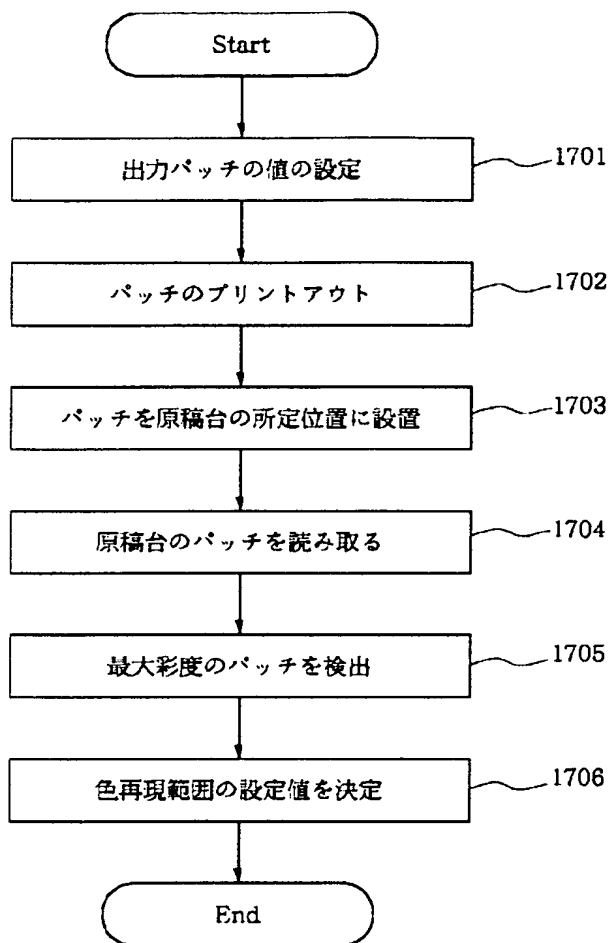 Start
出力パッチの値の設定
1701
パッチのプリントアウト
1702
パッチを原稿台の所定位置に設置
1703
原稿台のパッチを読み取る
1704
最大彩度のパッチを検出
1705
色再現範囲の設定値を決定
1706
End